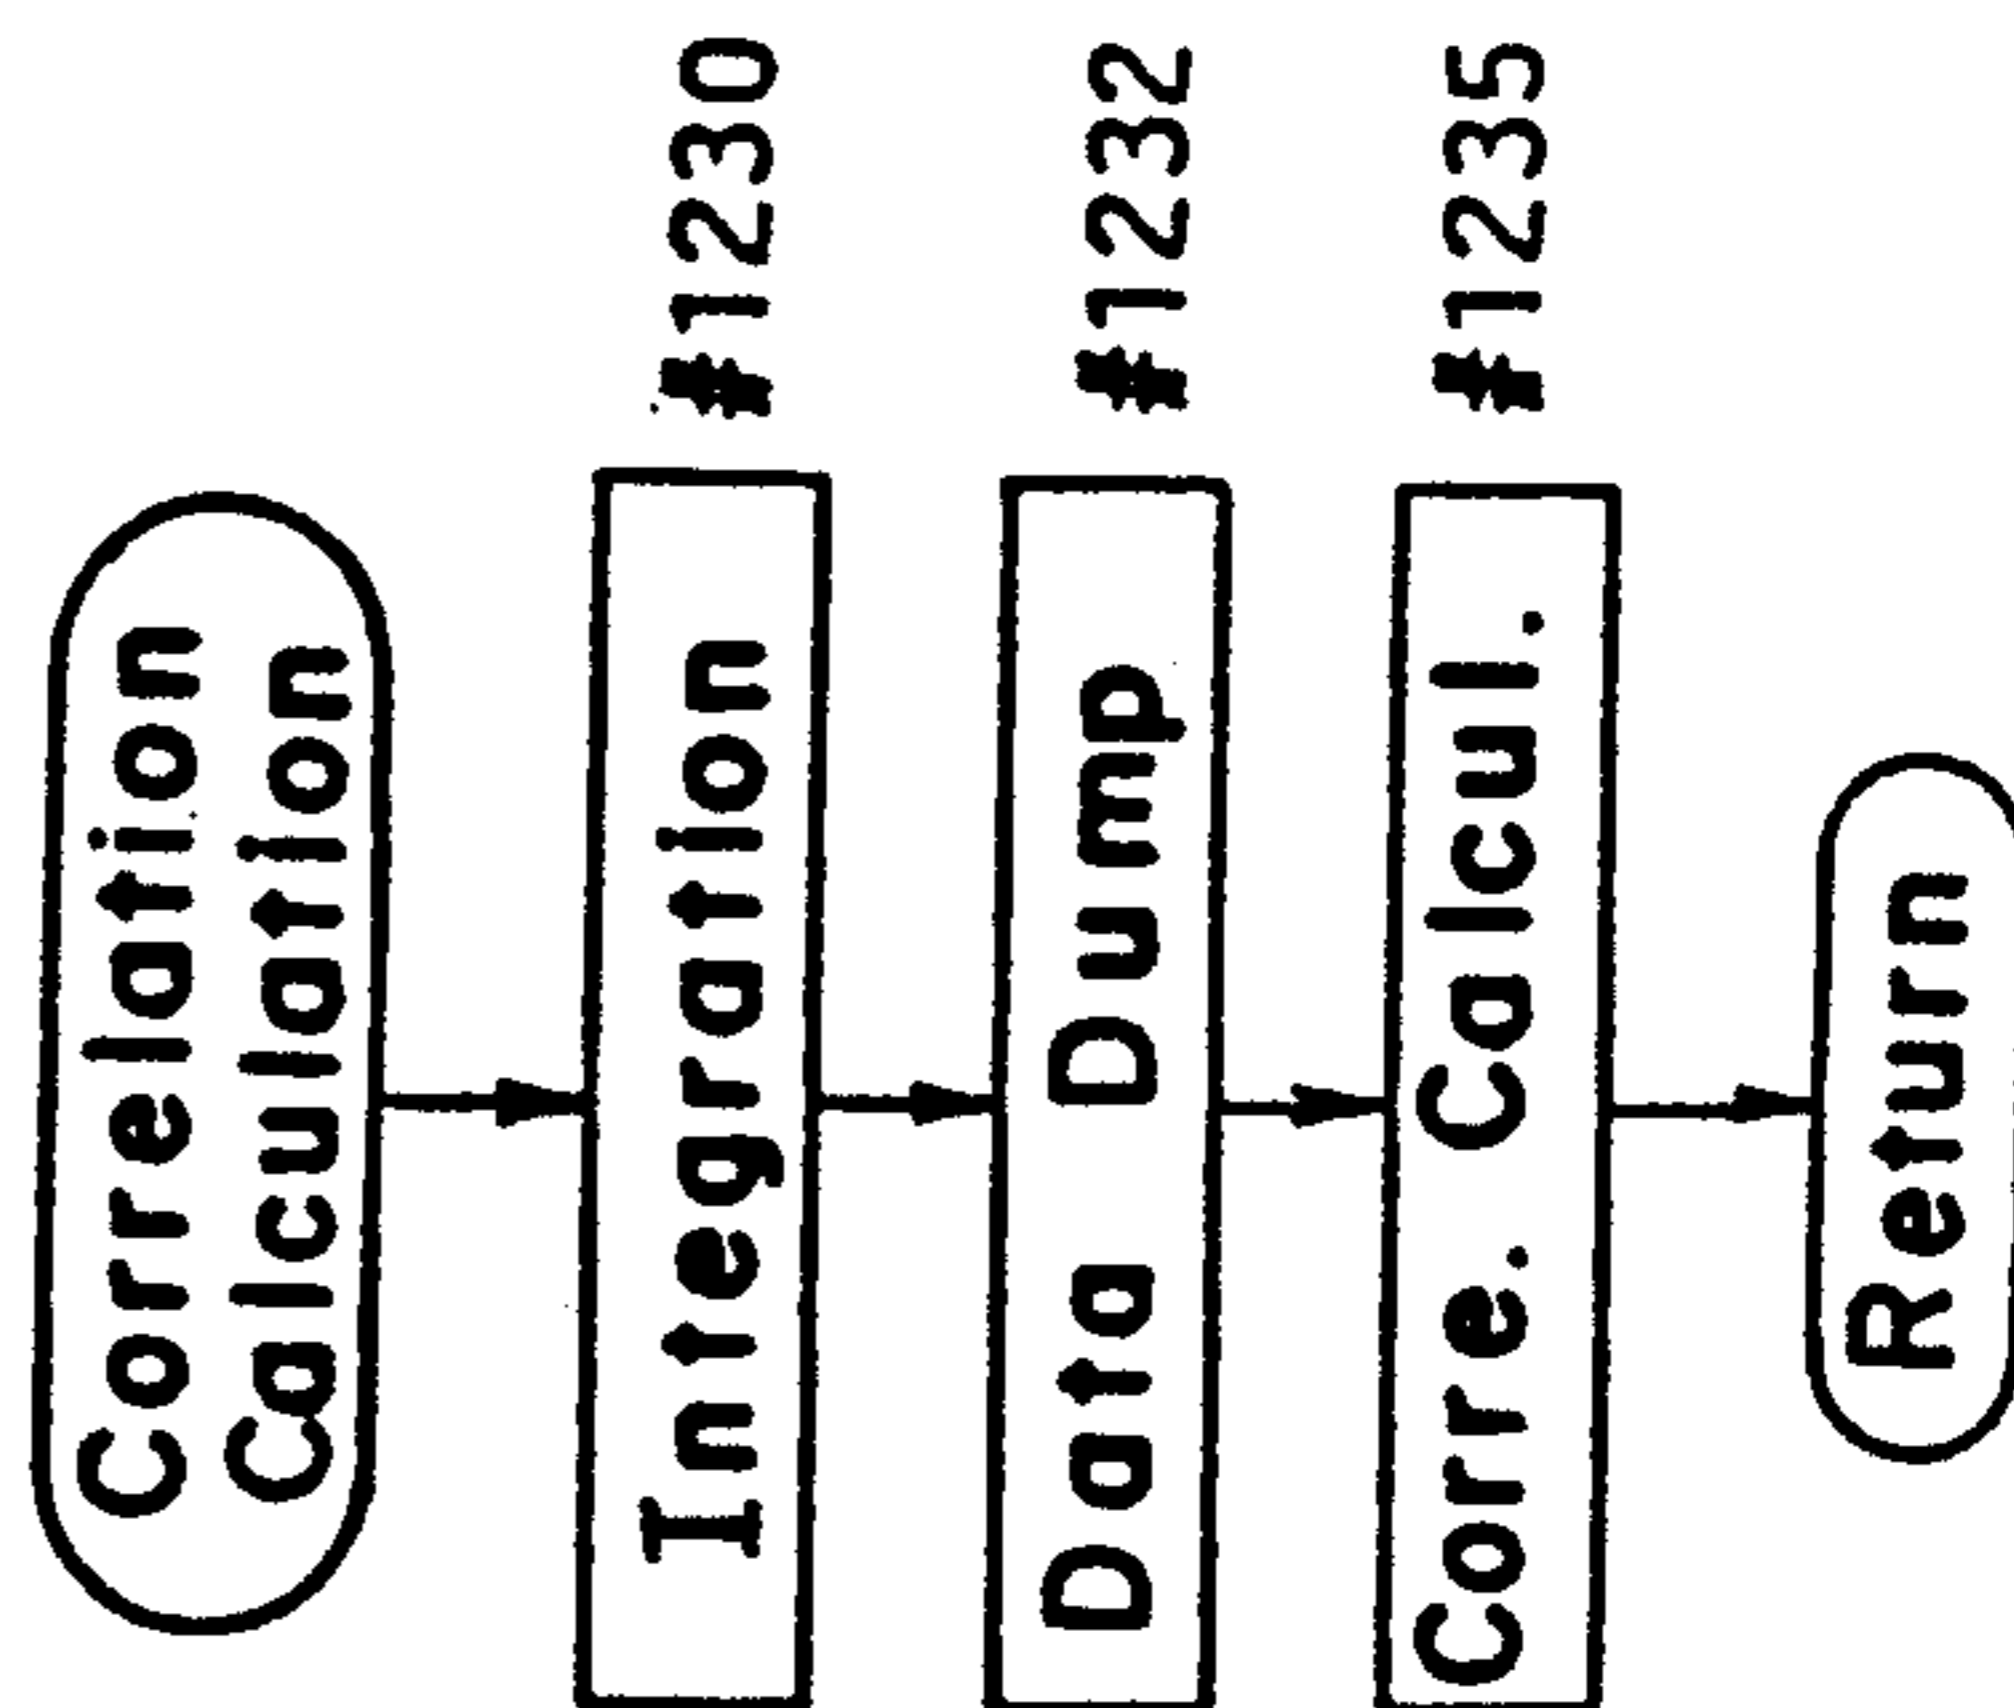 Correlation
Calculation
Integration #1230
Data Dump #1232
Corre. Calcul. #1235
Return